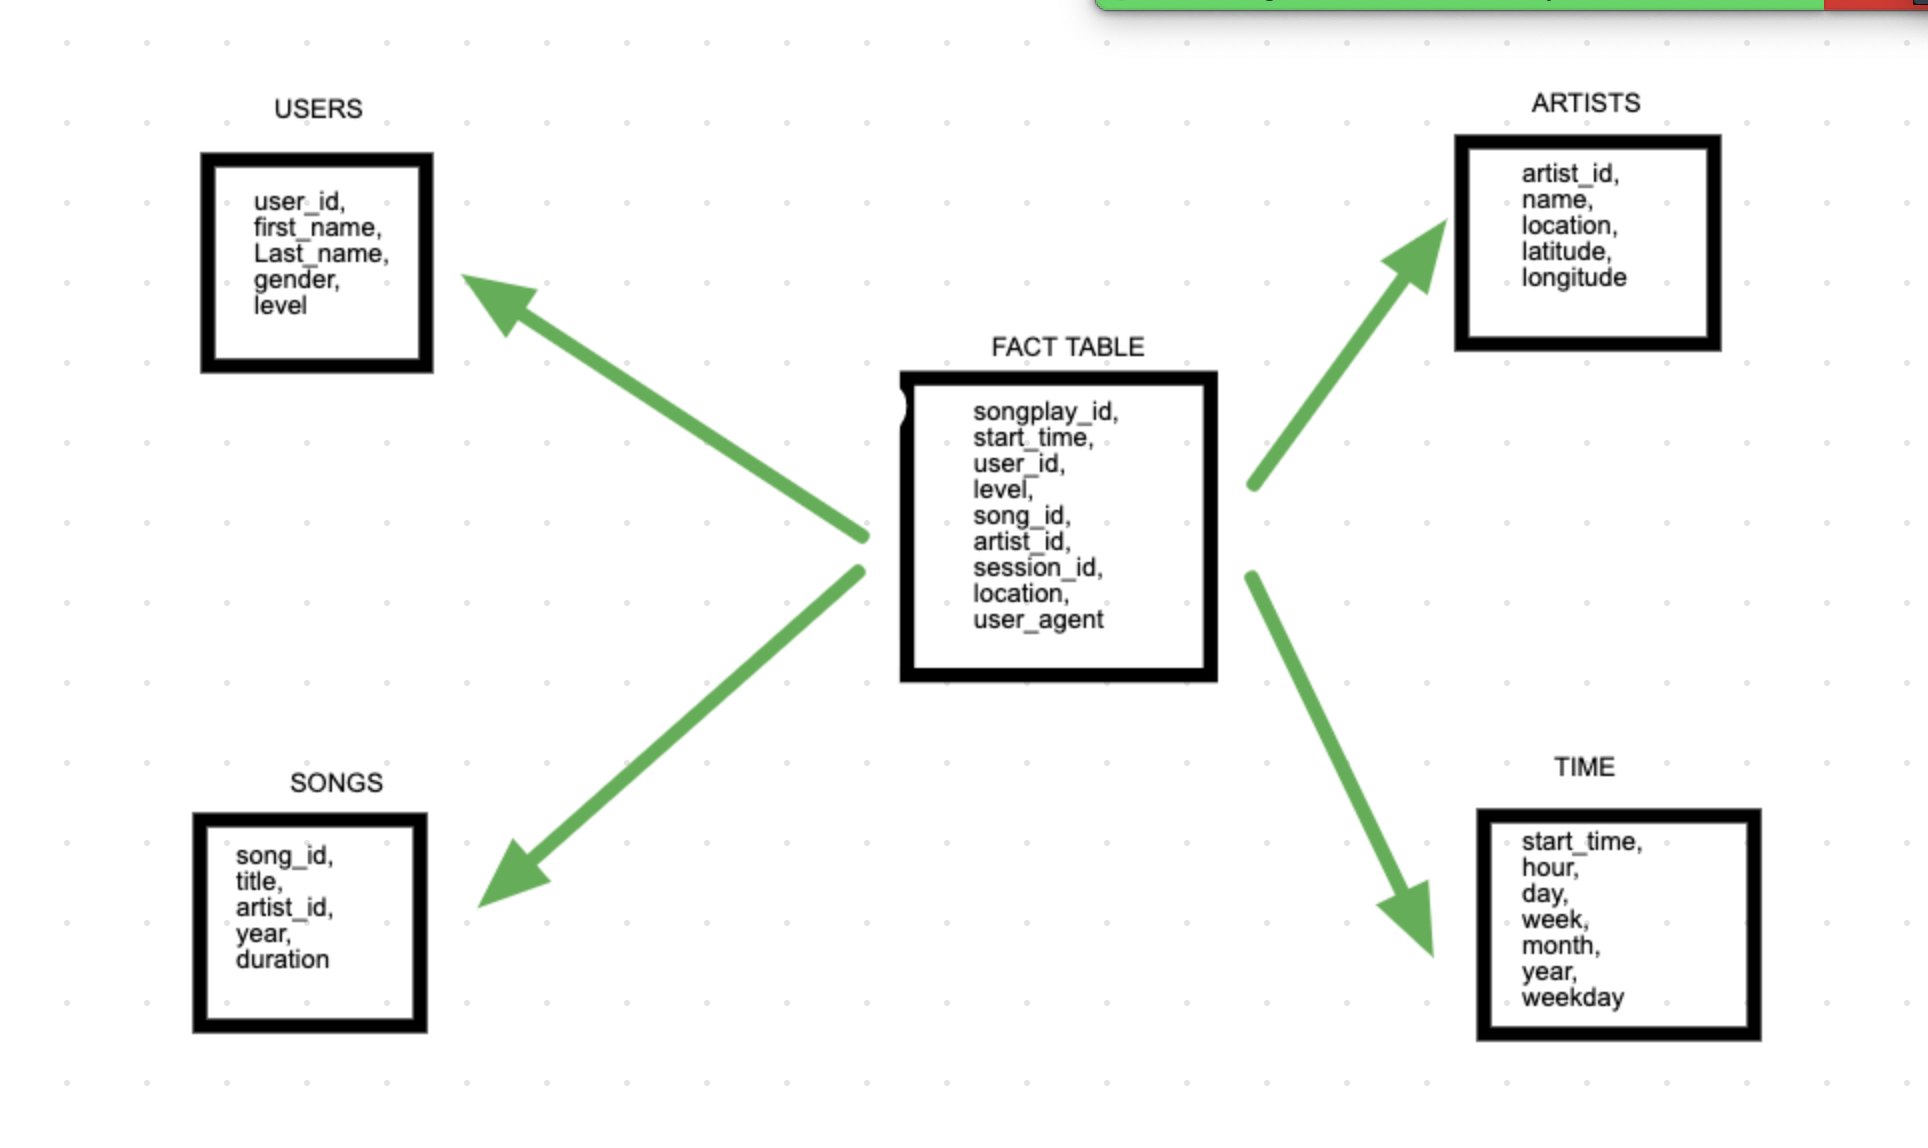 USERS
user_id,
first_name,
Last_name,
gender,
level
ARTISTS
artist_id,
name,
location,
latitude,
longitude
FACT TABLE
songplay_id,
start_time,
user_id,
level,
song_id,
artist_id,
session_id,
location,
user_agent
SONGS
song_id,
title,
artist_id,
year,
duration
TIME
start_time,
hour,
day,
week,
month,
year,
weekday